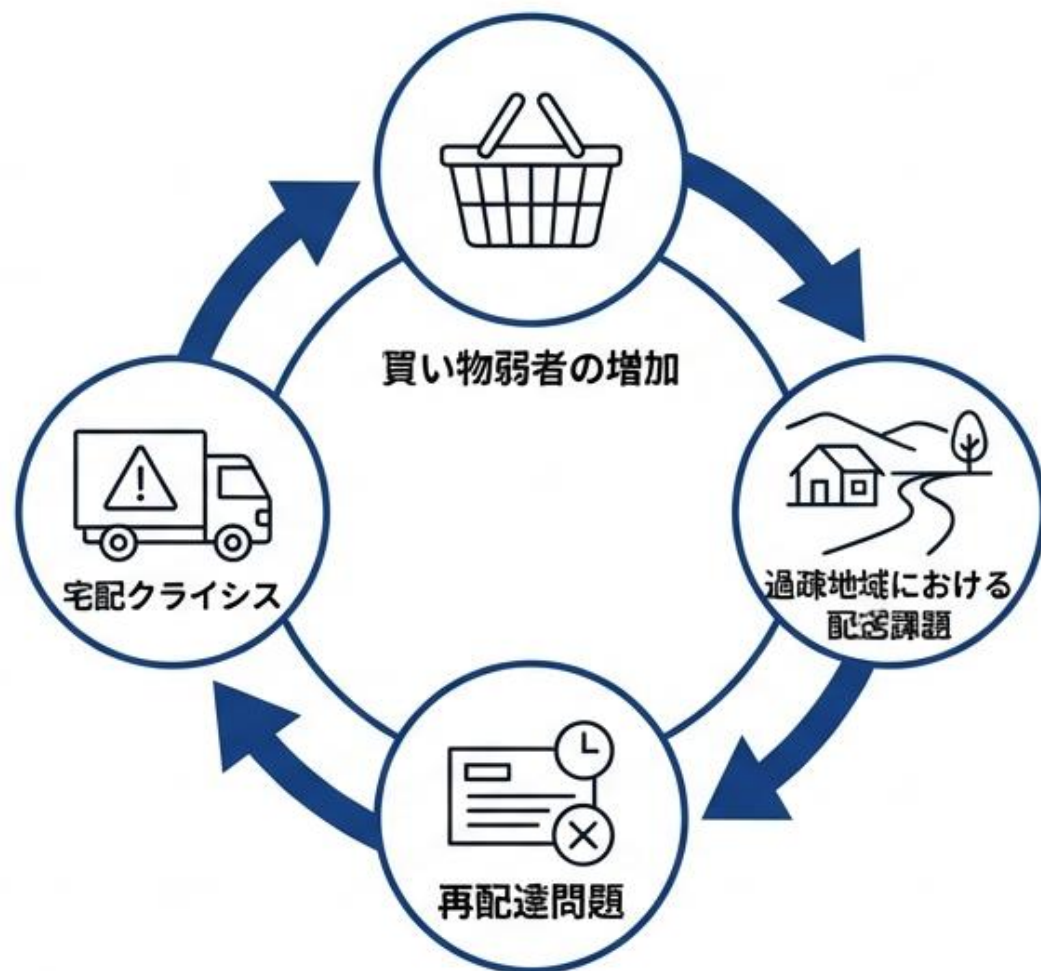 買い物弱者の増加
宅配クライシス
過疎地域における
課題
再配達問題